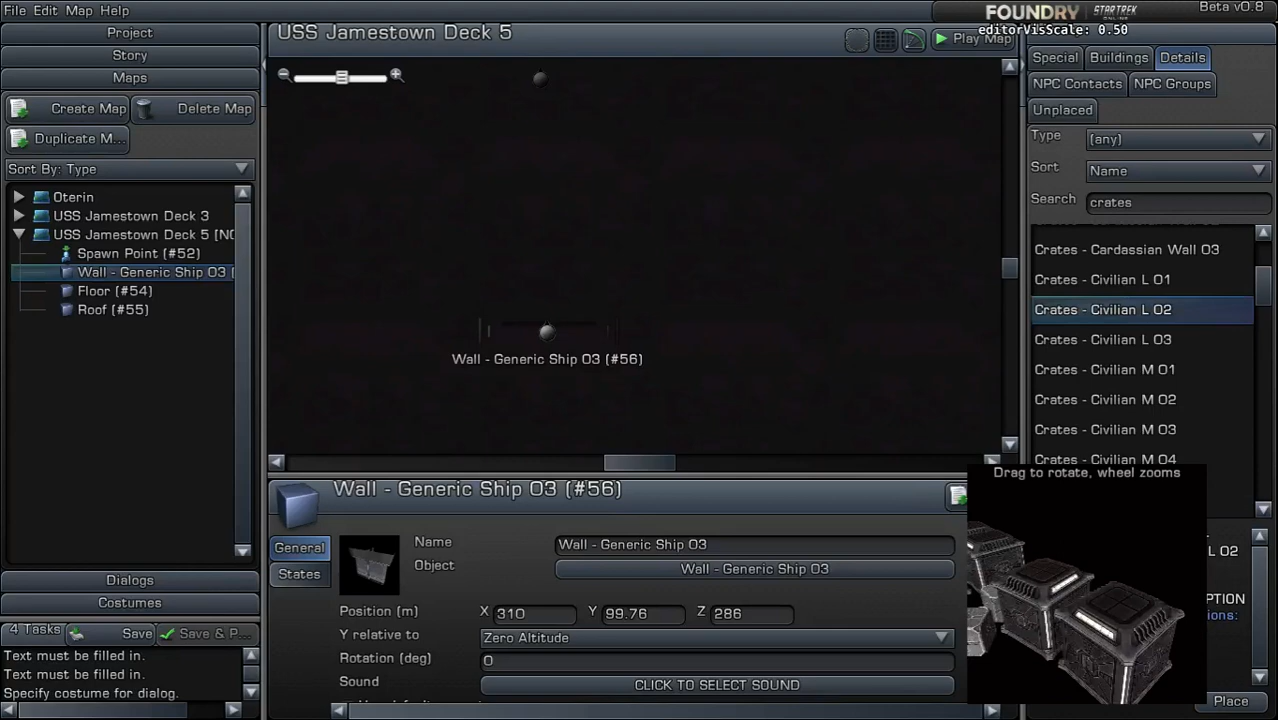 File Edit Map Help
FOUNDRY STAR TREK ONLINE
Beta v0.8
editorVisScale: 0.50
Project
Story
Maps
Create Map
Delete Map
Duplicate M...
Sort By: Type
Oterin
USS Jamestown Deck 3
USS Jamestown Deck 5 [NO
Spawn Point (#52)
Wall - Generic Ship 03 (
Floor (#54)
Roof (#55)
Dialogs
Costumes
4 Tasks
Save
Save & P...
Text must be filled in.
Text must be filled in.
Specify costume for dialog.
USS Jamestown Deck 5
Play Map
Wall - Generic Ship 03 (#56)
Wall - Generic Ship 03 (#56)
General
States
Name
Wall - Generic Ship 03
Object
Wall - Generic Ship 03
Position (m)
X 310 Y 99.76 Z 286
Y relative to
Zero Altitude
Rotation (deg)
0
Sound
CLICK TO SELECT SOUND
Special
Buildings
Details
NPC Contacts
NPC Groups
Unplaced
Type
(any)
Sort
Name
Search
crates
Crates - Cardassian Wall 03
Crates - Civilian L 01
Crates - Civilian L 02
Crates - Civilian L 03
Crates - Civilian M 01
Crates - Civilian M 02
Crates - Civilian M 03
Crates - Civilian M 04
Drag to rotate, wheel zooms
L 02
PTION
ions:
Place